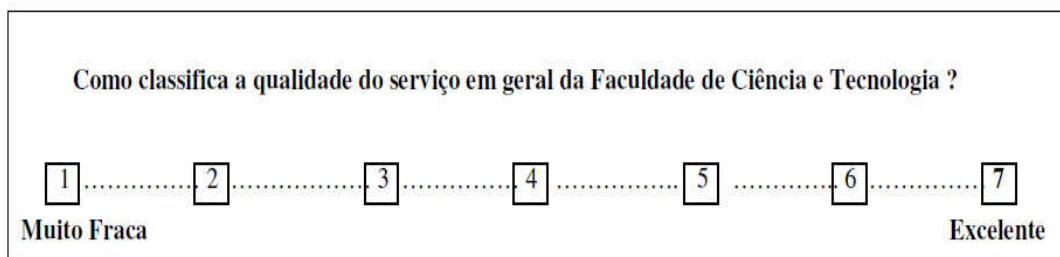 Como classifica a qualidade do serviço em geral da Faculdade de Ciência e Tecnologia ?
1 .............. 2 .................. 3 ............... 4 ................ 5 .............. 6 ............... 7
Muito Fraca Excelente